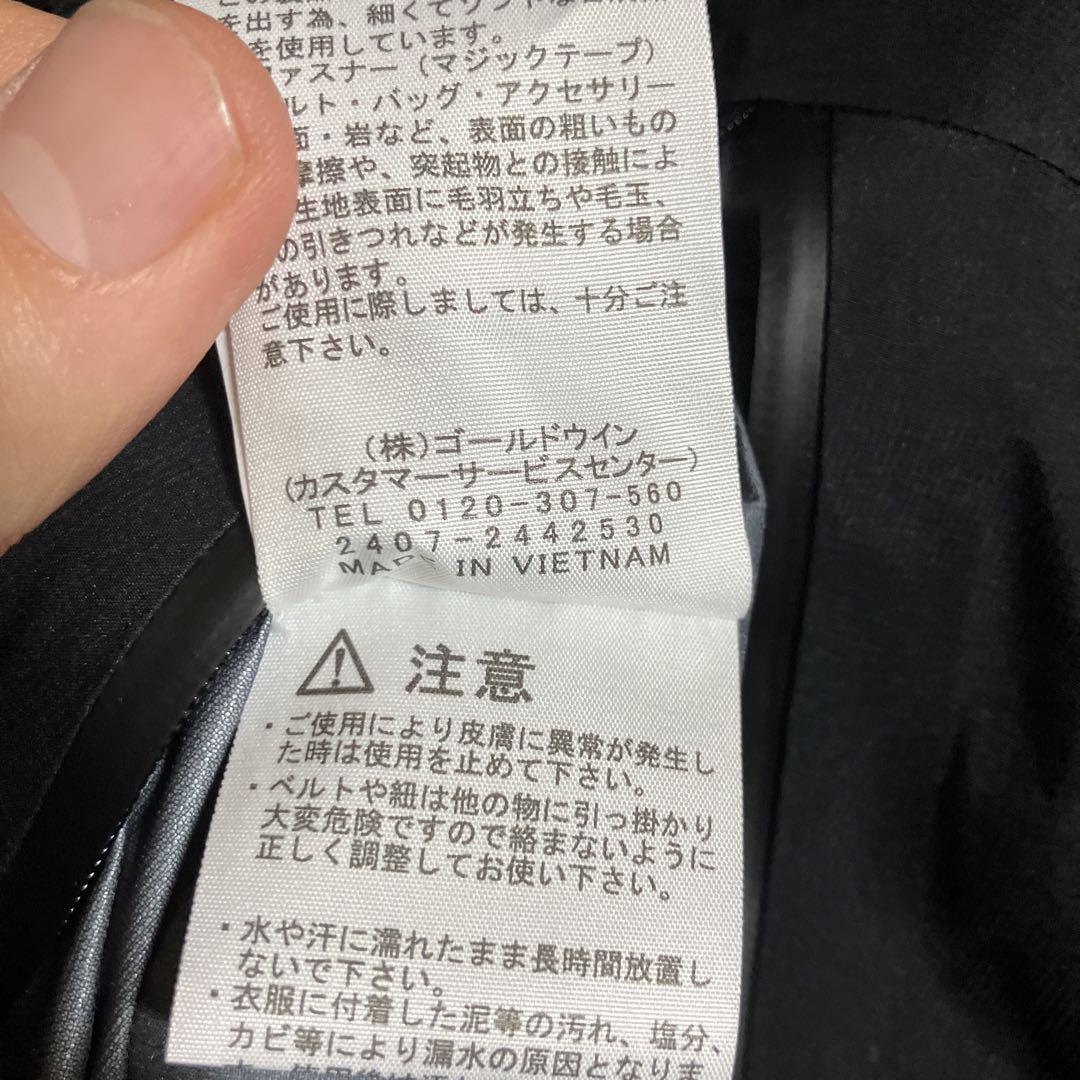 を出す為、細くてソフトな
を使用しています。
ァスナー(マジックテープ)
ルト・バッグ・アクセサリー
面・岩など、表面の粗いもの
摩擦や、突起物との接触によ
生地表面に毛羽立ちや毛玉、
の引きつれなどが発生する場合
があります。
ご使用に際しましては、十分ご注
意下さい。
(株)ゴールドウイン
(カスタマーサービスセンター)
TEL 0120-307-560
2407-2442530
MADE IN VIETNAM
注意
・ご使用により皮膚に異常が発生し
た時は使用を止めて下さい。
・ベルトや紐は他の物に引っ掛かり
大変危険ですので絡まないように
正しく調整してお使い下さい。
・水や汗に濡れたまま長時間放置し
ないで下さい。
・衣服に付着した泥等の汚れ、塩分、
カビ等により漏水の原因となりま